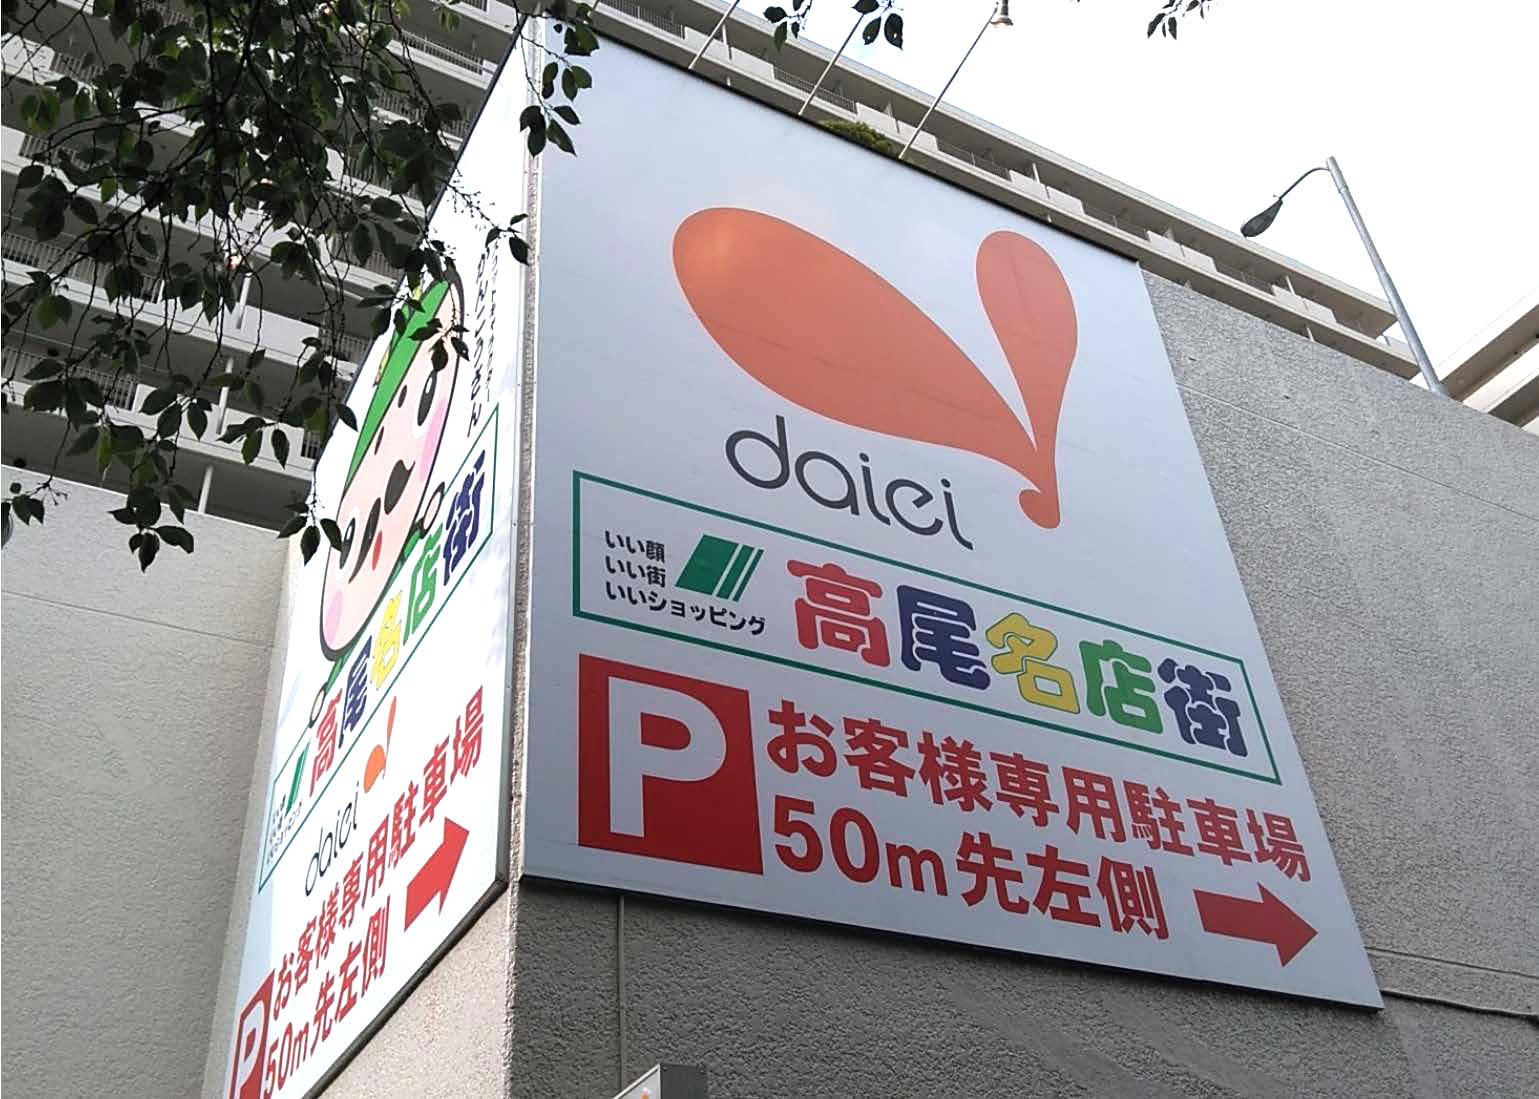 daiei
いい顔
いい街
いいショッピング
高尾名店街
P
お客様専用駐車場
50m先左側
高尾名店街
daiei
P
お客様専用駐車場
50m先左側